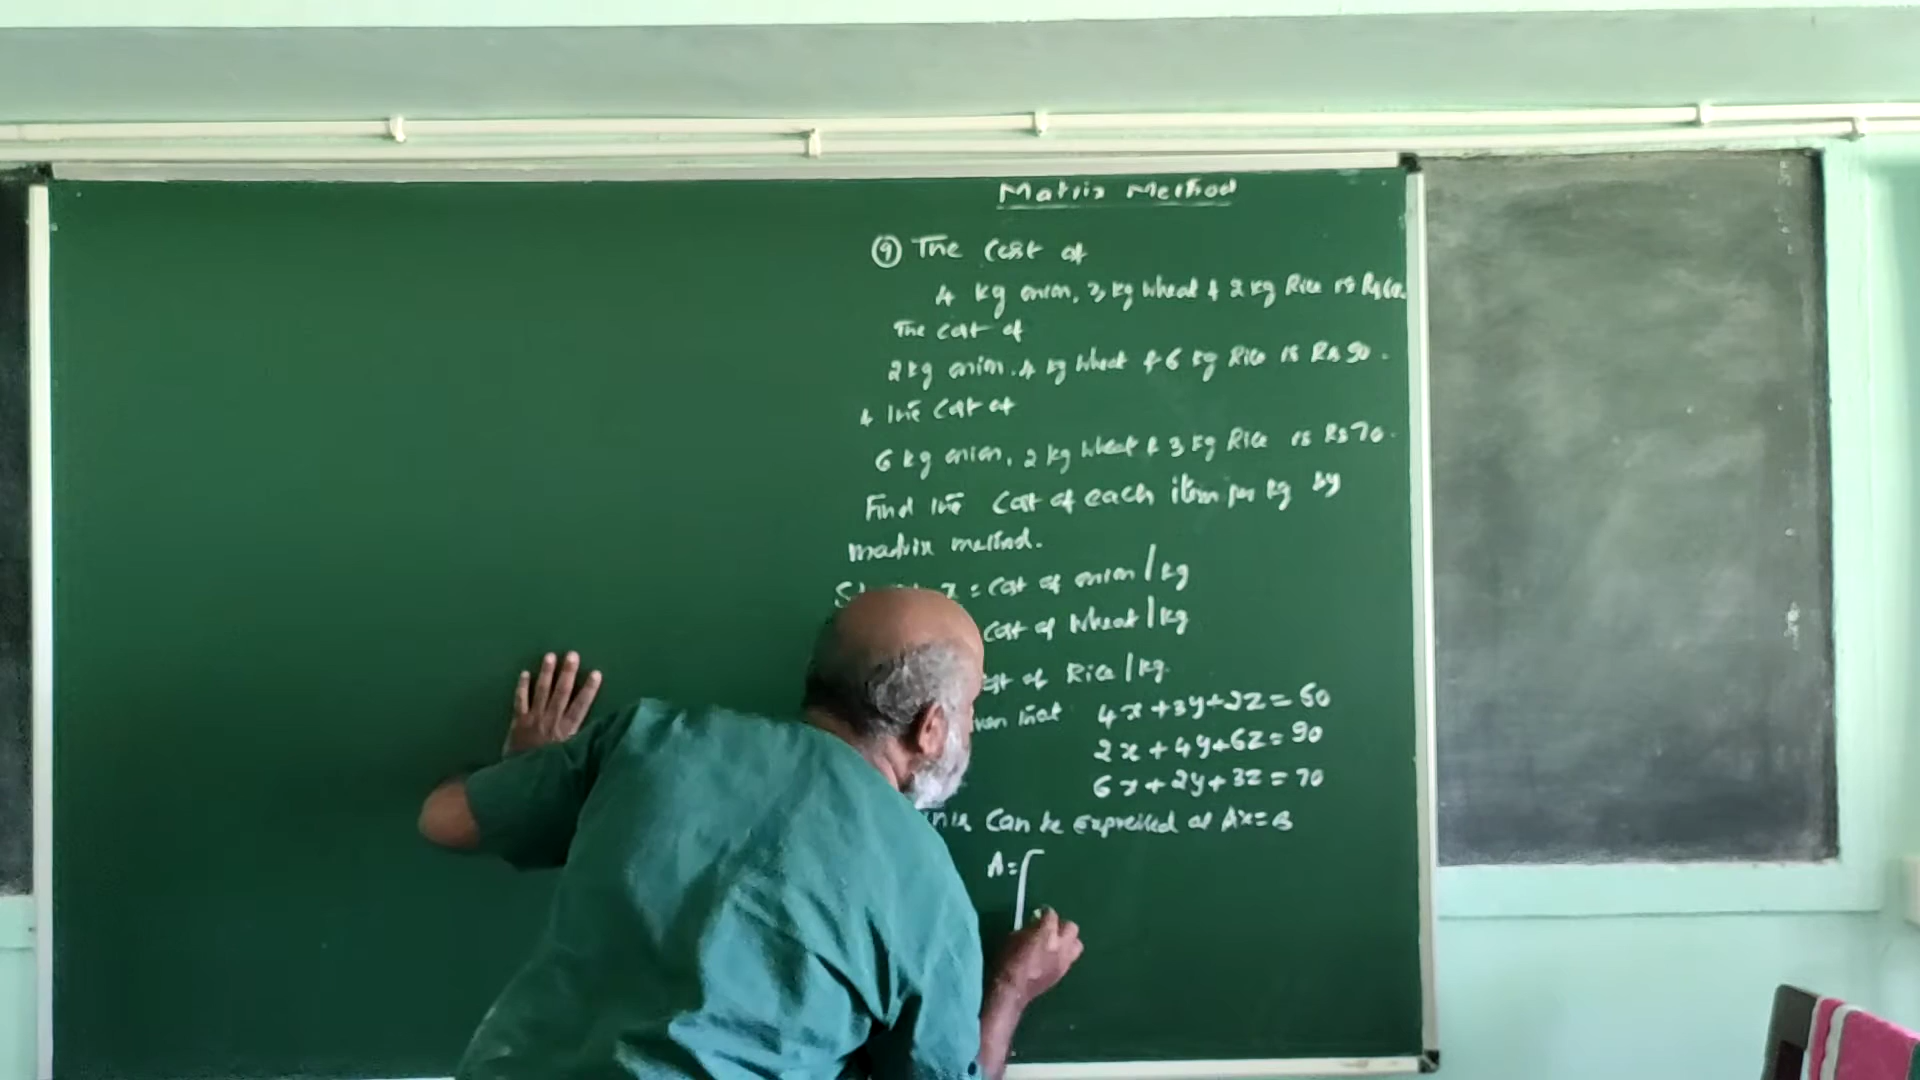 Matrix Method
⑨ The Cost of
4 kg onion, 3 kg wheat & 2 kg Rice is Rs 60.
The cost of
2 kg onion. 4 kg wheat & 6 kg Rice is Rs 90.
& the Cost of
6 kg onion, 2 kg wheat & 3 kg Rice is Rs 70.
Find the Cost of each item per kg by
matrix method.
= Cost of onion / kg
Cost of Wheat / kg
of Rice / kg.
that 4x+3y+2z = 60
2x+4y+6z = 90
6x+2y+3z = 70
Can be expressed as AX=B
A=[